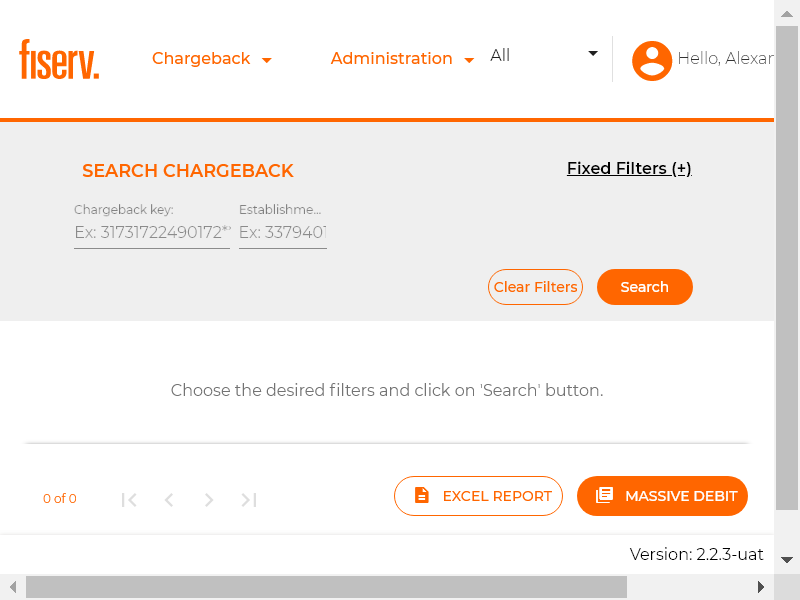 fiserv.
Chargeback
Administration
All
Hello, Alexar
SEARCH CHARGEBACK
Fixed Filters (+)
Chargeback key:
Establishme...
Ex: 31731722490172*
Ex: 3379401
Clear Filters
Search
Choose the desired filters and click on 'Search' button.
0 of 0
EXCEL REPORT
MASSIVE DEBIT
Version: 2.2.3-uat